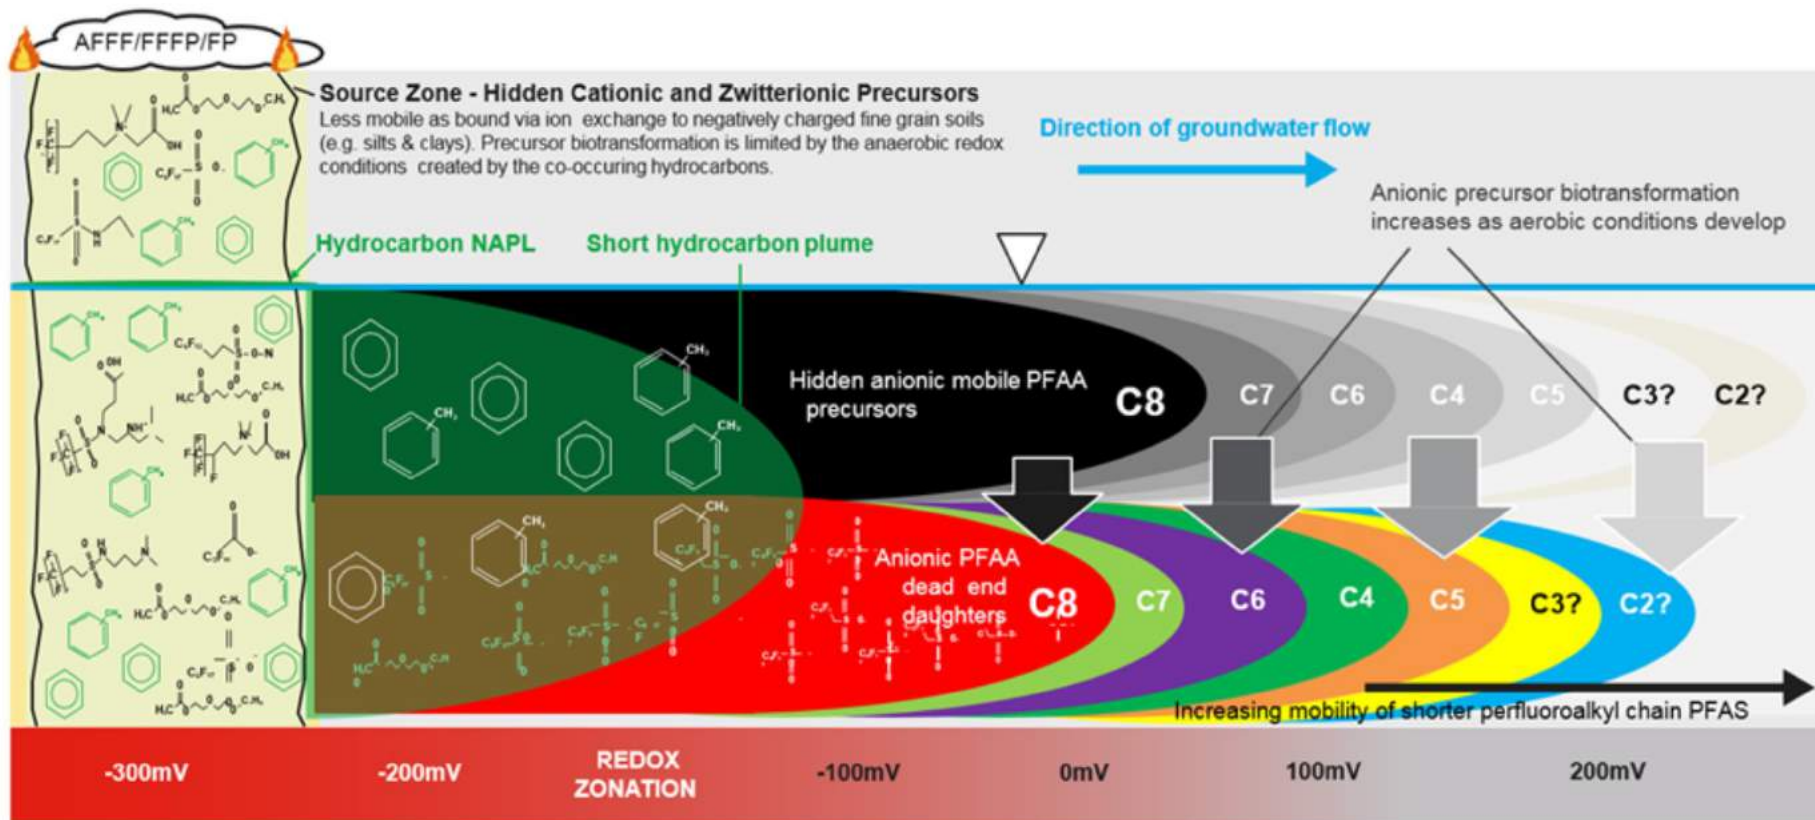 AFFF/FFFP/FP
Source Zone - Hidden Cationic and Zwitterionic Precursors
Less mobile as bound via ion exchange to negatively charged fine grain soils
(e.g. silts & clays). Precursor biotransformation is limited by the anaerobic redox
conditions created by the co-occuring hydrocarbons.
Direction of groundwater flow
Anionic precursor biotransformation
increases as aerobic conditions develop
Hydrocarbon NAPL
Short hydrocarbon plume
Hidden anionic mobile PFAA
precursors
C8
C7
C6
C4
C5
C3?
C2?
CH₃
CH₃
CH₃
CH₃
CH₃
Anionic PFAA
dead end
daughters
C8
C7
C6
C4
C5
C3?
C2?
Increasing mobility of shorter perfluoroalkyl chain PFAS
-300mV
-200mV
REDOX
ZONATION
-100mV
0mV
100mV
200mV